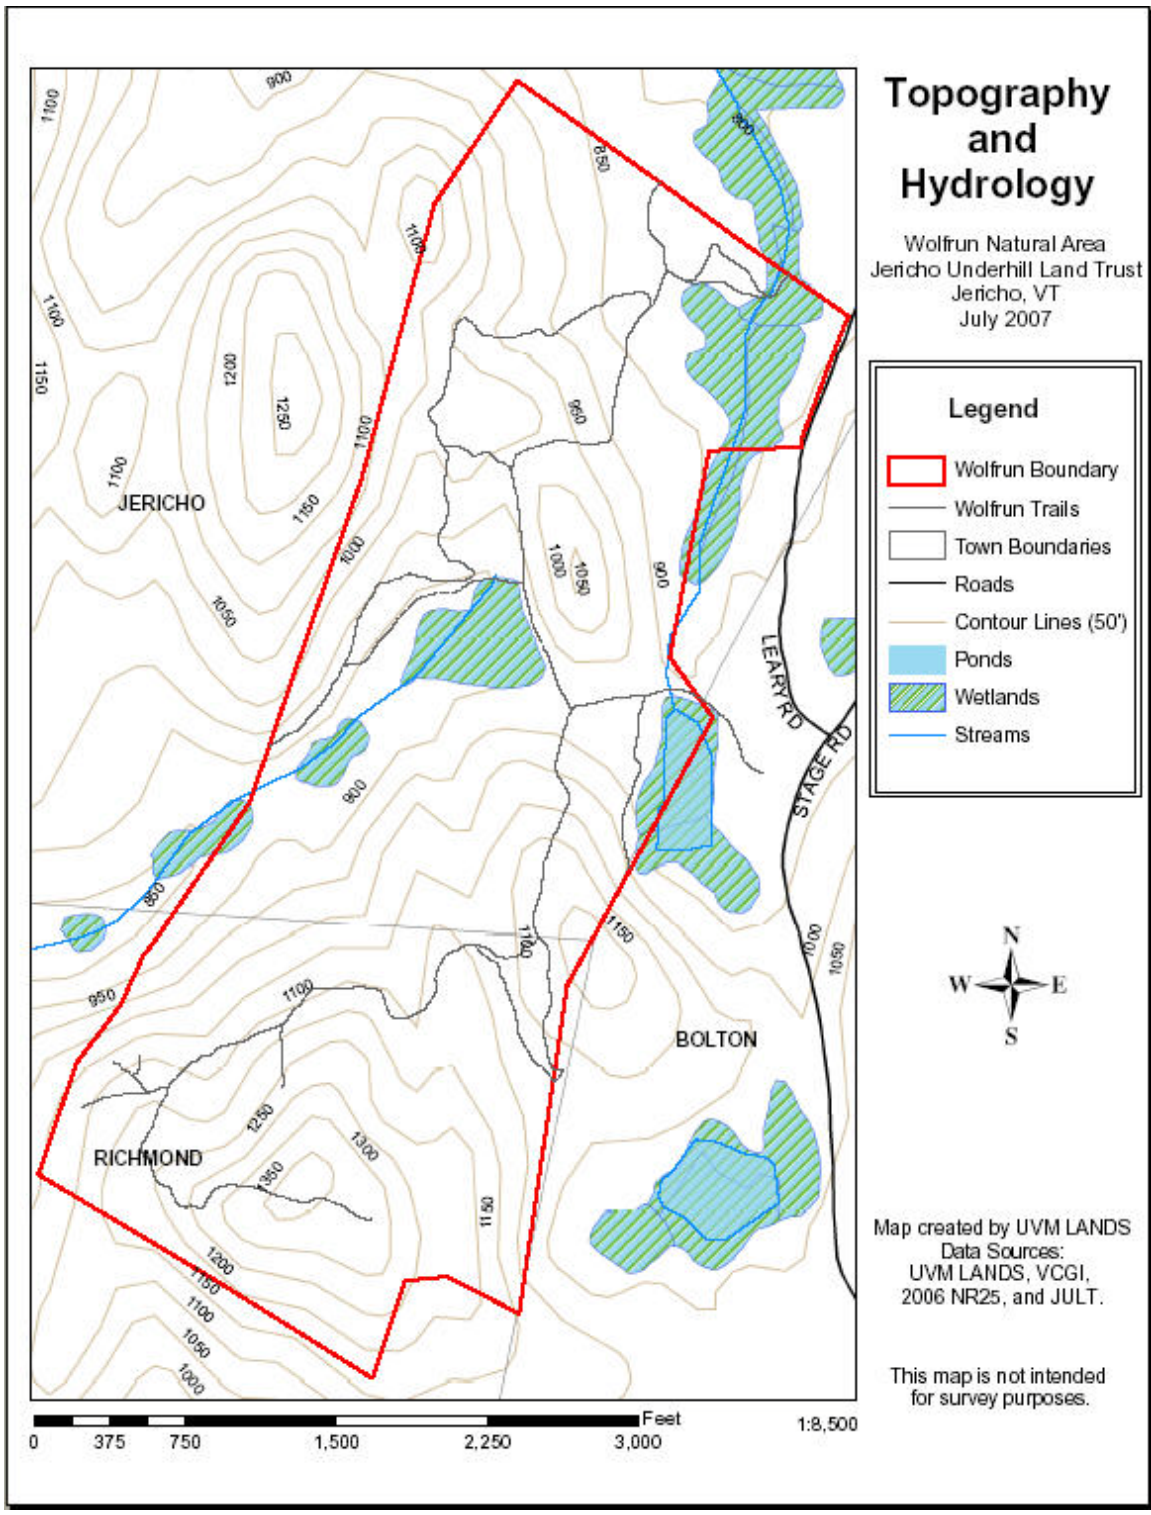 Topography
and
Hydrology
Wolfrun Natural Area
Jericho Underhill Land Trust
Jericho, VT
July 2007
Legend
Wolfrun Boundary
Wolfrun Trails
Town Boundaries
Roads
Contour Lines (50')
Ponds
Wetlands
Streams
N
W E
S
Map created by UVM LANDS
Data Sources:
UVM LANDS, VCGI,
2006 NR25, and JULT.
This map is not intended
for survey purposes.
900
1100
800
850
1100
1100
1150
1200
1250
1100
950
1100
JERICHO
1150
1000
1000
1050
900
1050
LEARY RD
STAGE RD
900
850
1150
1100
1000
1050
950
1100
BOLTON
1250
1300
RICHMOND
1350
1150
1200
1150
1100
1050
1000
Feet
0 375 750 1,500 2,250 3,000
1:8,500